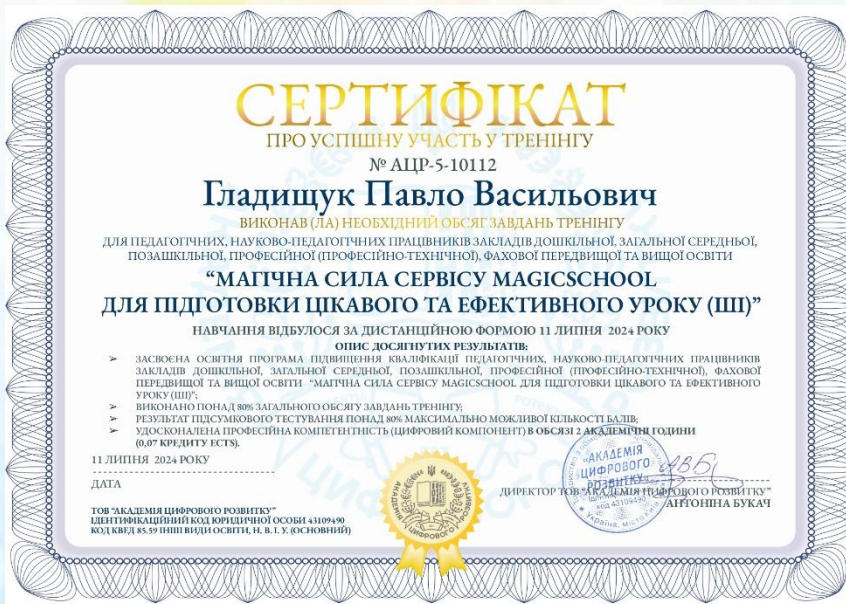 СЕРТИФІКАТ
ПРО УСПІШНУ УЧАСТЬ У ТРЕНІНГУ
№ АЦР-5-10112
Гладищук Павло Васильович
ВИКОНАВ (ЛА) НЕОБХІДНИЙ ОБСЯГ ЗАВДАНЬ ТРЕНІНГУ
ДЛЯ ПЕДАГОГІЧНИХ, НАУКОВО-ПЕДАГОГІЧНИХ ПРАЦІВНИКІВ ЗАКЛАДІВ ДОШКІЛЬНОЇ, ЗАГАЛЬНОЇ СЕРЕДНЬОЇ,
ПОЗАШКІЛЬНОЇ, ПРОФЕСІЙНОЇ (ПРОФЕСІЙНО-ТЕХНІЧНОЇ), ФАХОВОЇ ПЕРЕДВИЩОЇ ТА ВИЩОЇ ОСВІТИ
“МАГІЧНА СИЛА СЕРВІСУ MAGICSCHOOL
ДЛЯ ПІДГОТОВКИ ЦІКАВОГО ТА ЕФЕКТИВНОГО УРОКУ (ШІ)”
НАВЧАННЯ ВІДБУЛОСЯ ЗА ДИСТАНЦІЙНОЮ ФОРМОЮ 11 ЛИПНЯ 2024 РОКУ
ОПИС ДОСЯГНУТИХ РЕЗУЛЬТАТІВ:
➢ ЗАСВОЄНА ОСВІТНЯ ПРОГРАМА ПІДВИЩЕННЯ КВАЛІФІКАЦІЇ ПЕДАГОГІЧНИХ, НАУКОВО-ПЕДАГОГІЧНИХ ПРАЦІВНИКІВ
ЗАКЛАДІВ ДОШКІЛЬНОЇ, ЗАГАЛЬНОЇ СЕРЕДНЬОЇ, ПОЗАШКІЛЬНОЇ, ПРОФЕСІЙНОЇ (ПРОФЕСІЙНО-ТЕХНІЧНОЇ), ФАХОВОЇ
ПЕРЕДВИЩОЇ ТА ВИЩОЇ ОСВІТИ “МАГІЧНА СИЛА СЕРВІСУ MAGICSCHOOL ДЛЯ ПІДГОТОВКИ ЦІКАВОГО ТА ЕФЕКТИВНОГО
УРОКУ (ШІ)”;
➢ ВИКОНАНО ПОНАД 80% ЗАГАЛЬНОГО ОБСЯГУ ЗАВДАНЬ ТРЕНІНГУ;
➢ РЕЗУЛЬТАТ ПІДСУМКОВОГО ТЕСТУВАННЯ ПОНАД 80% МАКСИМАЛЬНО МОЖЛИВОЇ КІЛЬКОСТІ БАЛІВ;
➢ УДОСКОНАЛЕНА ПРОФЕСІЙНА КОМПЕТЕНТНІСТЬ (ЦИФРОВИЙ КОМПОНЕНТ) В ОБСЯЗІ 2 АКАДЕМІЧНІ ГОДИНИ
(0,07 КРЕДИТУ ECTS).
11 ЛИПНЯ 2024 РОКУ
ДАТА
ДИРЕКТОР ТОВ “АКАДЕМІЯ ЦИФРОВОГО РОЗВИТКУ”
АНТОНІНА БУКАЧ
ТОВ “АКАДЕМІЯ ЦИФРОВОГО РОЗВИТКУ”
ІДЕНТИФІКАЦІЙНИЙ КОД ЮРИДИЧНОЇ ОСОБИ 43109490
КОД КВЕД 85.59 ІНШІ ВИДИ ОСВІТИ, Н. В. І. У. (ОСНОВНИЙ)
АКАДЕМІЯ ЦИФРОВОГО РОЗВИТКУ
“АКАДЕМІЯ
ЦИФРОВОГО
РОЗВИТКУ”
код 43109490
Україна, місто Київ